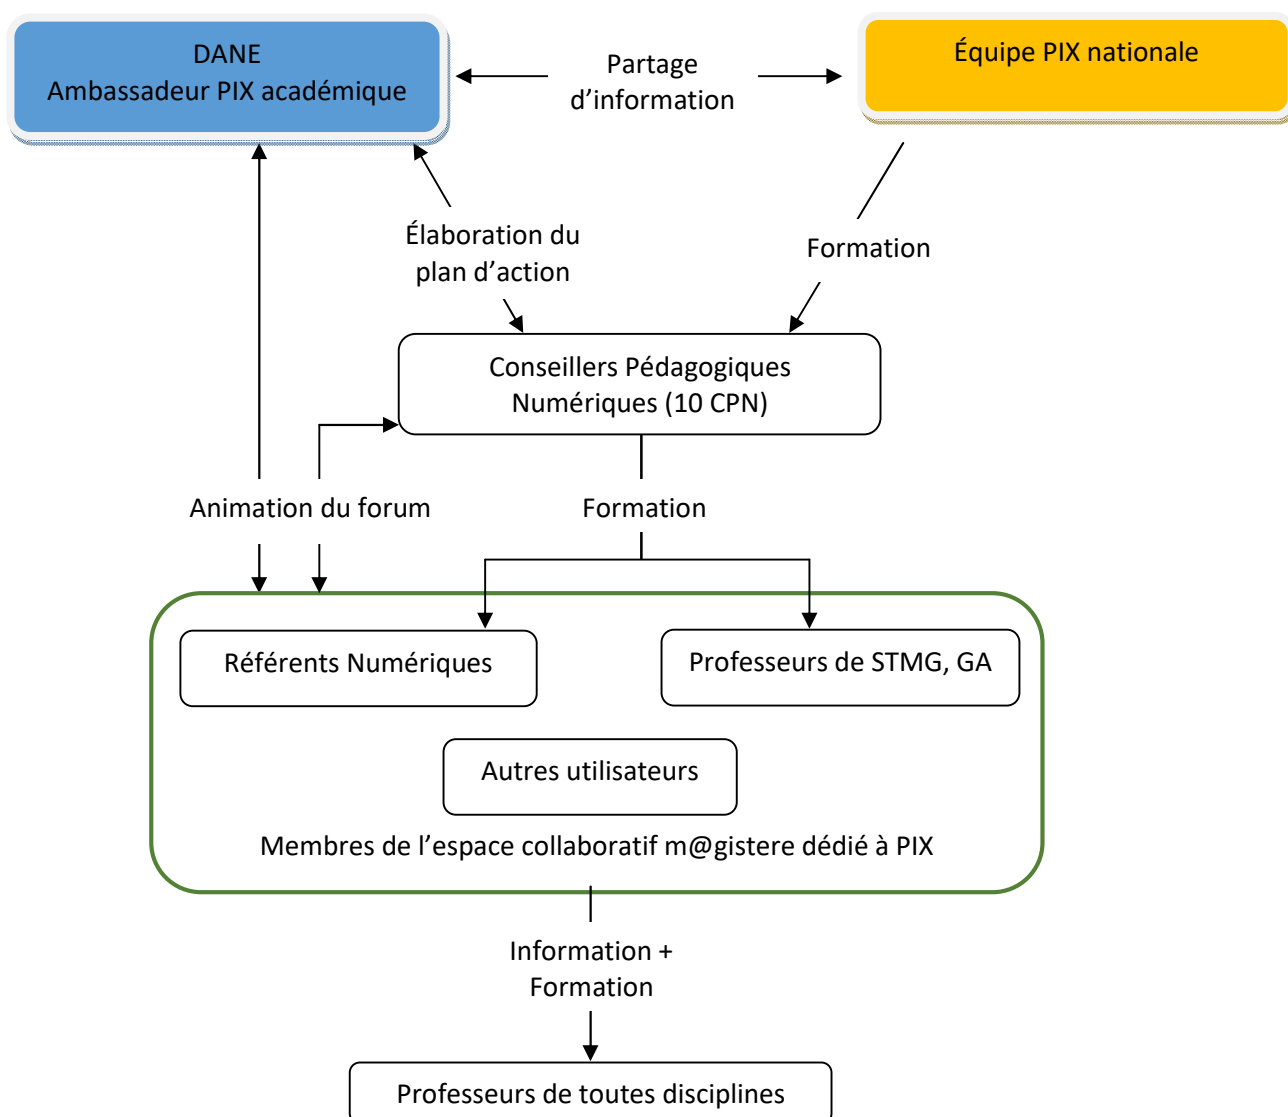 DANE
Ambassadeur PIX académique
Partage
d’information
Équipe PIX nationale
Élaboration du
plan d’action
Formation
Conseillers Pédagogiques
Numériques (10 CPN)
Animation du forum
Formation
Référents Numériques
Professeurs de STMG, GA
Autres utilisateurs
Membres de l’espace collaboratif m@gistere dédié à PIX
Information +
Formation
Professeurs de toutes disciplines